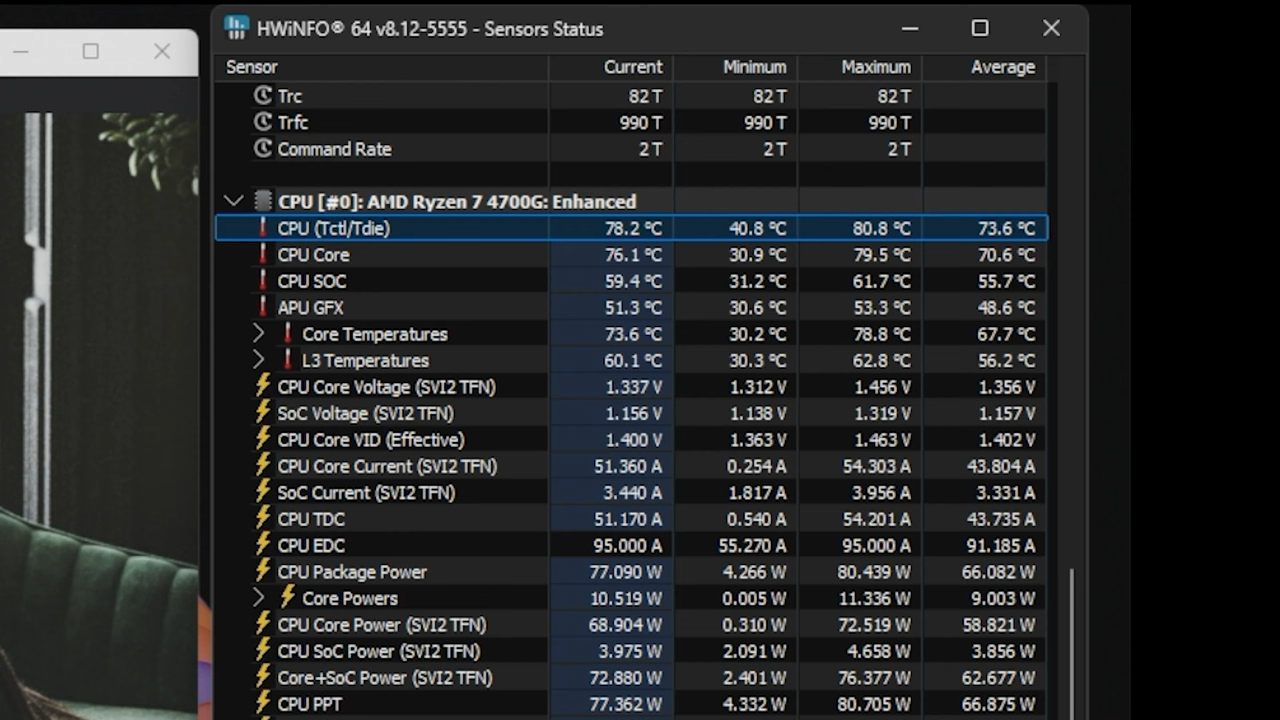 HWiNFO® 64 v8.12-5555 - Sensors Status
Sensor Current Minimum Maximum Average
Trc 82 T 82 T 82 T
Trfc 990 T 990 T 990 T
Command Rate 2 T 2 T 2 T
CPU [#0]: AMD Ryzen 7 4700G: Enhanced
CPU (Tctl/Tdie) 78.2 °C 40.8 °C 80.8 °C 73.6 °C
CPU Core 76.1 °C 30.9 °C 79.5 °C 70.6 °C
CPU SOC 59.4 °C 31.2 °C 61.7 °C 55.7 °C
APU GFX 51.3 °C 30.6 °C 53.3 °C 48.6 °C
Core Temperatures 73.6 °C 30.2 °C 78.8 °C 67.7 °C
L3 Temperatures 60.1 °C 30.3 °C 62.8 °C 56.2 °C
CPU Core Voltage (SVI2 TFN) 1.337 V 1.312 V 1.456 V 1.356 V
SoC Voltage (SVI2 TFN) 1.156 V 1.138 V 1.319 V 1.157 V
CPU Core VID (Effective) 1.400 V 1.363 V 1.463 V 1.402 V
CPU Core Current (SVI2 TFN) 51.360 A 0.254 A 54.303 A 43.804 A
SoC Current (SVI2 TFN) 3.440 A 1.817 A 3.956 A 3.331 A
CPU TDC 51.170 A 0.540 A 54.201 A 43.735 A
CPU EDC 95.000 A 55.270 A 95.000 A 91.185 A
CPU Package Power 77.090 W 4.266 W 80.439 W 66.082 W
Core Powers 10.519 W 0.005 W 11.336 W 9.003 W
CPU Core Power (SVI2 TFN) 68.904 W 0.310 W 72.519 W 58.821 W
CPU SoC Power (SVI2 TFN) 3.975 W 2.091 W 4.658 W 3.856 W
Core+SoC Power (SVI2 TFN) 72.880 W 2.401 W 76.377 W 62.677 W
CPU PPT 77.362 W 4.332 W 80.705 W 66.875 W